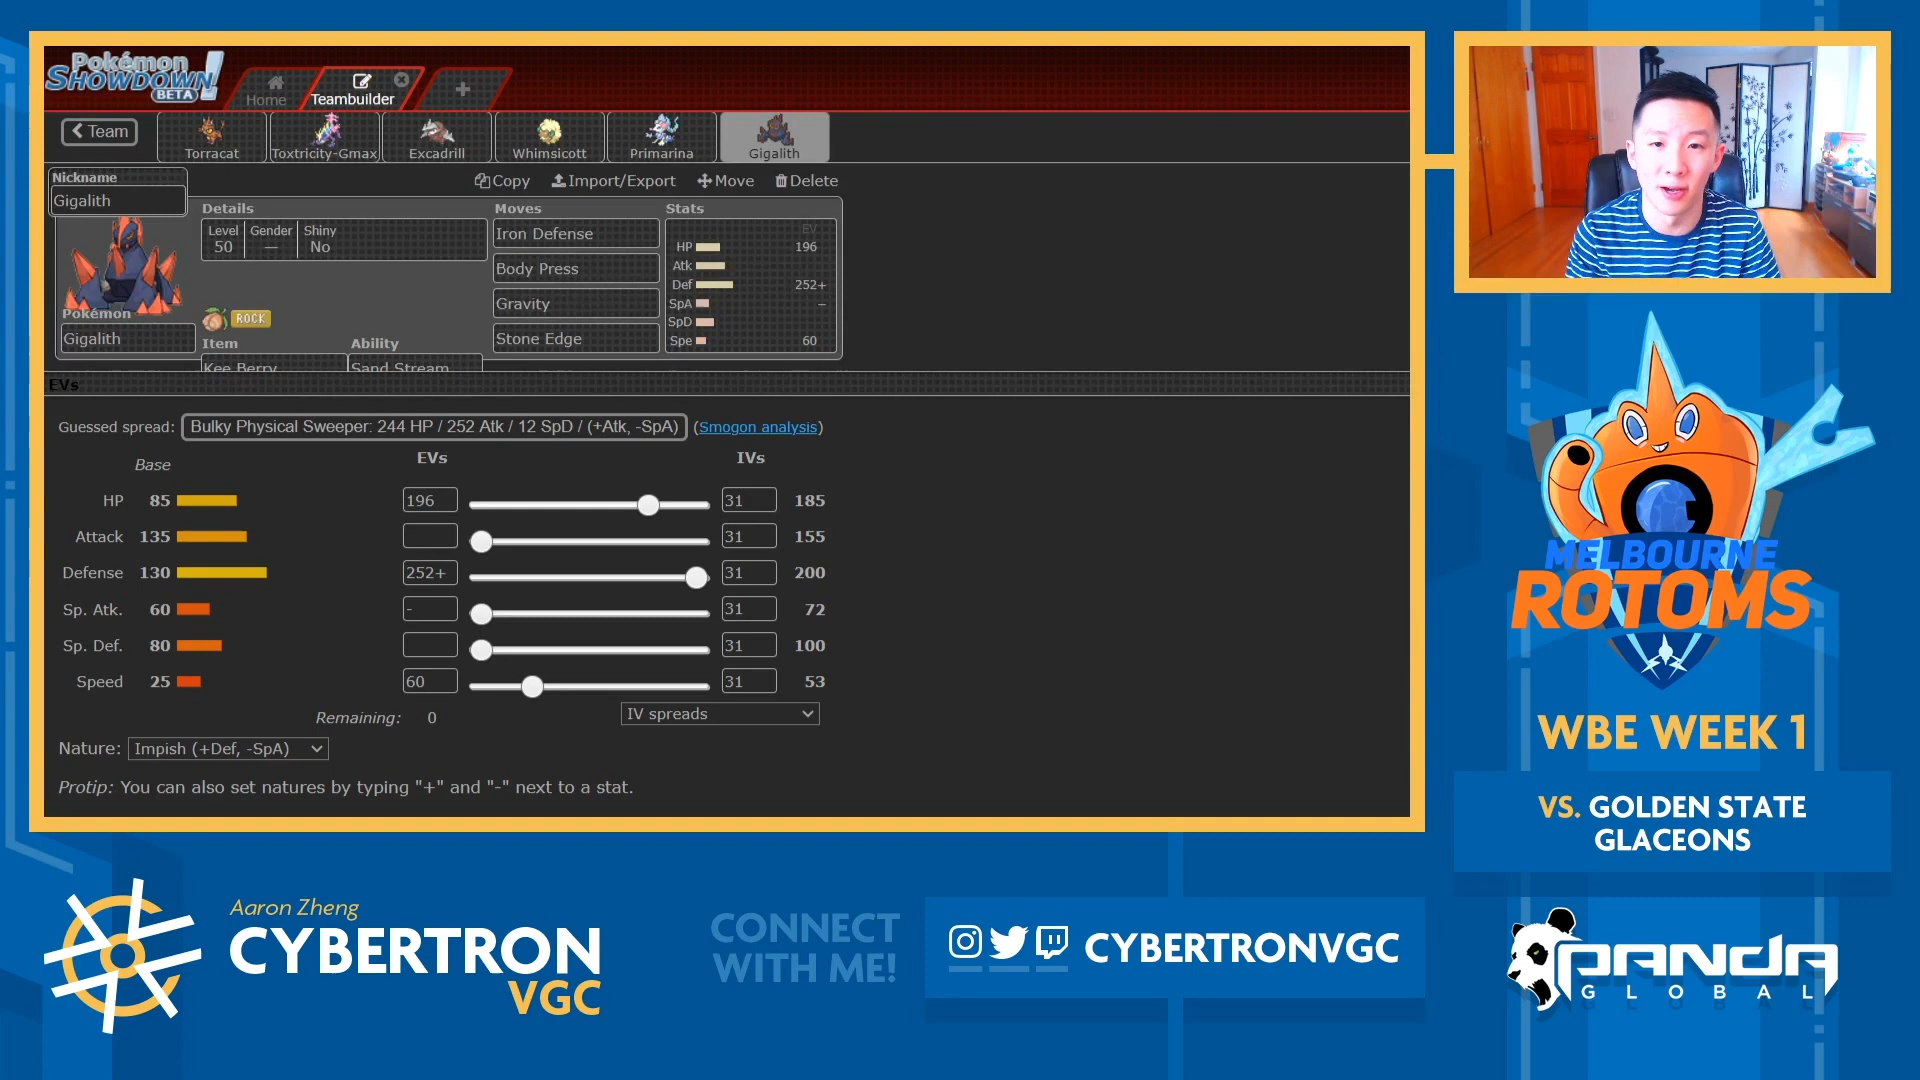 Pokémon
SHOWDOWN!
BETA
Home
Teambuilder
+
Team
Torracat
Toxtricity-Gmax
Excadrill
Whimsicott
Primarina
Gigalith
Nickname
Gigalith
Copy
Import/Export
Move
Delete
Details
Moves
Stats
Level
Gender
Shiny
50
—
No
Iron Defense
Body Press
Gravity
Stone Edge
EV
HP 196
Atk
Def 252+
SpA –
SpD
Spe 60
Pokémon
Gigalith
ROCK
Item
Ability
Kee Berry
Sand Stream
EVs
Guessed spread: Bulky Physical Sweeper: 244 HP / 252 Atk / 12 SpD / (+Atk, -SpA) (Smogon analysis)
Base EVs IVs
HP 85 196 31 185
Attack 135 31 155
Defense 130 252+ 31 200
Sp. Atk. 60 - 31 72
Sp. Def. 80 31 100
Speed 25 60 31 53
Remaining: 0
IV spreads
Nature: Impish (+Def, -SpA)
Protip: You can also set natures by typing "+" and "-" next to a stat.
MELBOURNE
ROTOMS
WBE WEEK 1
VS. GOLDEN STATE
GLACEONS
Aaron Zheng
CYBERTRON
VGC
CONNECT
WITH ME!
CYBERTRONVGC
PANDA
GLOBAL